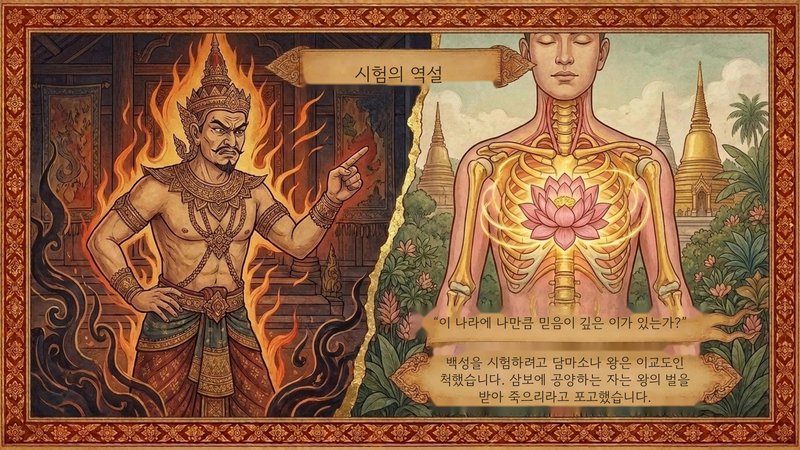 시험의 역설
“이 나라에 나만큼 믿음이 깊은 이가 있는가?”
백성을 시험하려고 담마소나 왕은 이교도인
척했습니다. 삼보에 공양하는 자는 왕의 벌을
받아 죽으리라고 포고했습니다.